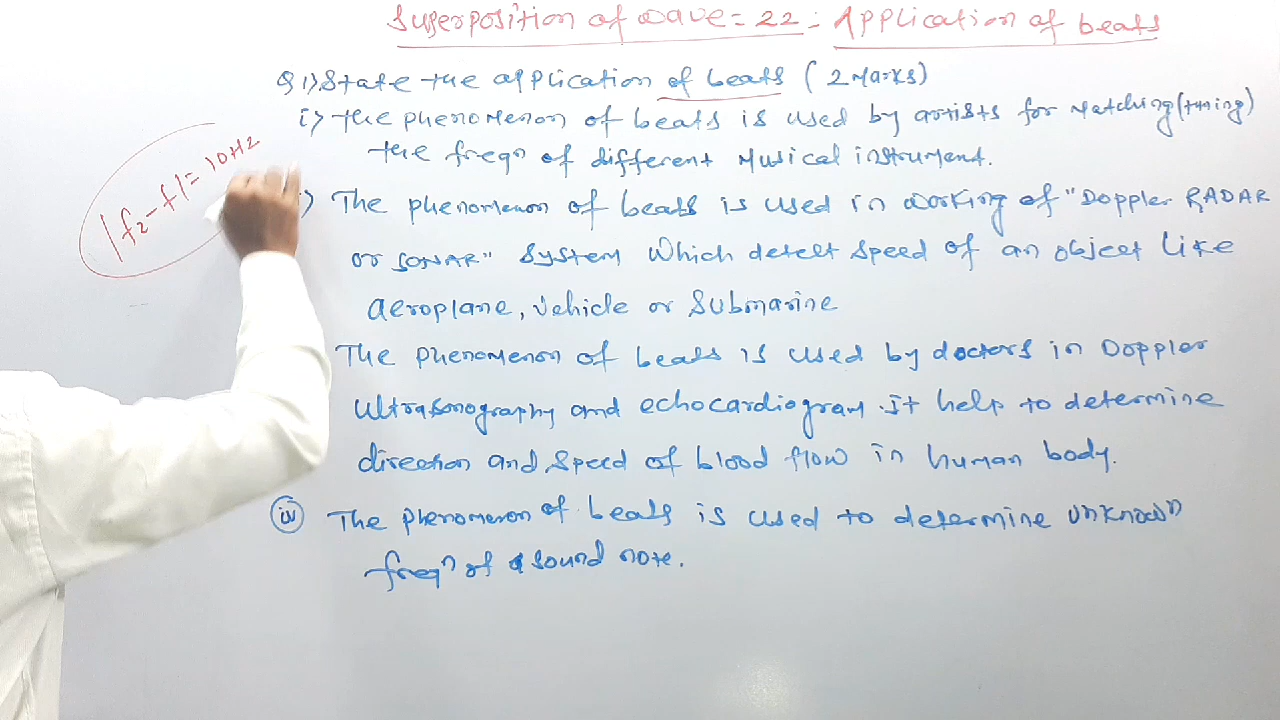 Superposition of wave = 22 : Application of beats
Q 1) State the application of beats ( 2 Marks)
i) the phenomenon of beats is used by artists for Matching (tuning)
the freqn of different Musical instrument.
|f2 - f| = 10Hz
i) The phenomenon of beats is used in working of "Doppler RADAR
or SONAR" System Which detect speed of an object like
aeroplane, vehicle or Submarine
The phenomenon of beats is used by doctors in Doppler
Ultrasonography and echocardiogram. It help to determine
direction and speed of blood flow in human body.
iv) The phenomenon of beats is used to determine unknown
freqn of a sound note.